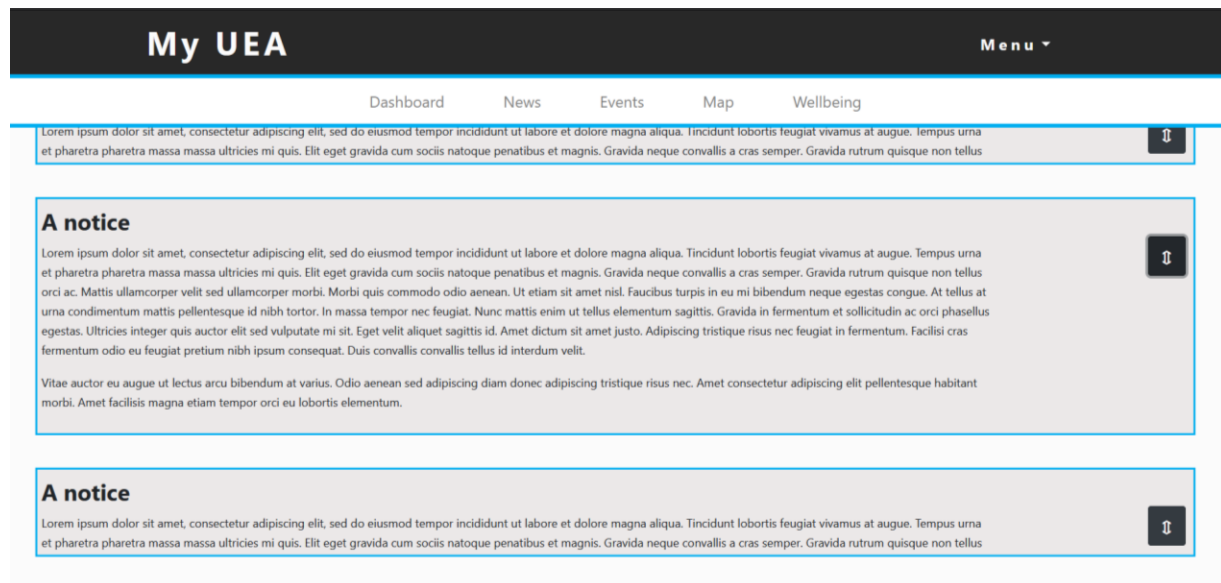 My UEA
Menu
Dashboard News Events Map Wellbeing
Lorem ipsum dolor sit amet, consectetur adipiscing elit, sed do eiusmod tempor incididunt ut labore et dolore magna aliqua. Tincidunt lobortis feugiat vivamus at augue. Tempus urna
et pharetra pharetra massa massa ultricies mi quis. Elit eget gravida cum sociis natoque penatibus et magnis. Gravida neque convallis a cras semper. Gravida rutrum quisque non tellus
A notice
Lorem ipsum dolor sit amet, consectetur adipiscing elit, sed do eiusmod tempor incididunt ut labore et dolore magna aliqua. Tincidunt lobortis feugiat vivamus at augue. Tempus urna
et pharetra pharetra massa massa ultricies mi quis. Elit eget gravida cum sociis natoque penatibus et magnis. Gravida neque convallis a cras semper. Gravida rutrum quisque non tellus
orci ac. Mattis ullamcorper velit sed ullamcorper morbi. Morbi quis commodo odio aenean. Ut etiam sit amet nisl. Faucibus turpis in eu mi bibendum neque egestas congue. At tellus at
urna condimentum mattis pellentesque id nibh tortor. In massa tempor nec feugiat. Nunc mattis enim ut tellus elementum sagittis. Gravida in fermentum et sollicitudin ac orci phasellus
egestas. Ultricies integer quis auctor elit sed vulputate mi sit. Eget velit aliquet sagittis id. Amet dictum sit amet justo. Adipiscing tristique risus nec feugiat in fermentum. Facilisi cras
fermentum odio eu feugiat pretium nibh ipsum consequat. Duis convallis convallis tellus id interdum velit.
Vitae auctor eu augue ut lectus arcu bibendum at varius. Odio aenean sed adipiscing diam donec adipiscing tristique risus nec. Amet consectetur adipiscing elit pellentesque habitant
morbi. Amet facilisis magna etiam tempor orci eu lobortis elementum.
A notice
Lorem ipsum dolor sit amet, consectetur adipiscing elit, sed do eiusmod tempor incididunt ut labore et dolore magna aliqua. Tincidunt lobortis feugiat vivamus at augue. Tempus urna
et pharetra pharetra massa massa ultricies mi quis. Elit eget gravida cum sociis natoque penatibus et magnis. Gravida neque convallis a cras semper. Gravida rutrum quisque non tellus